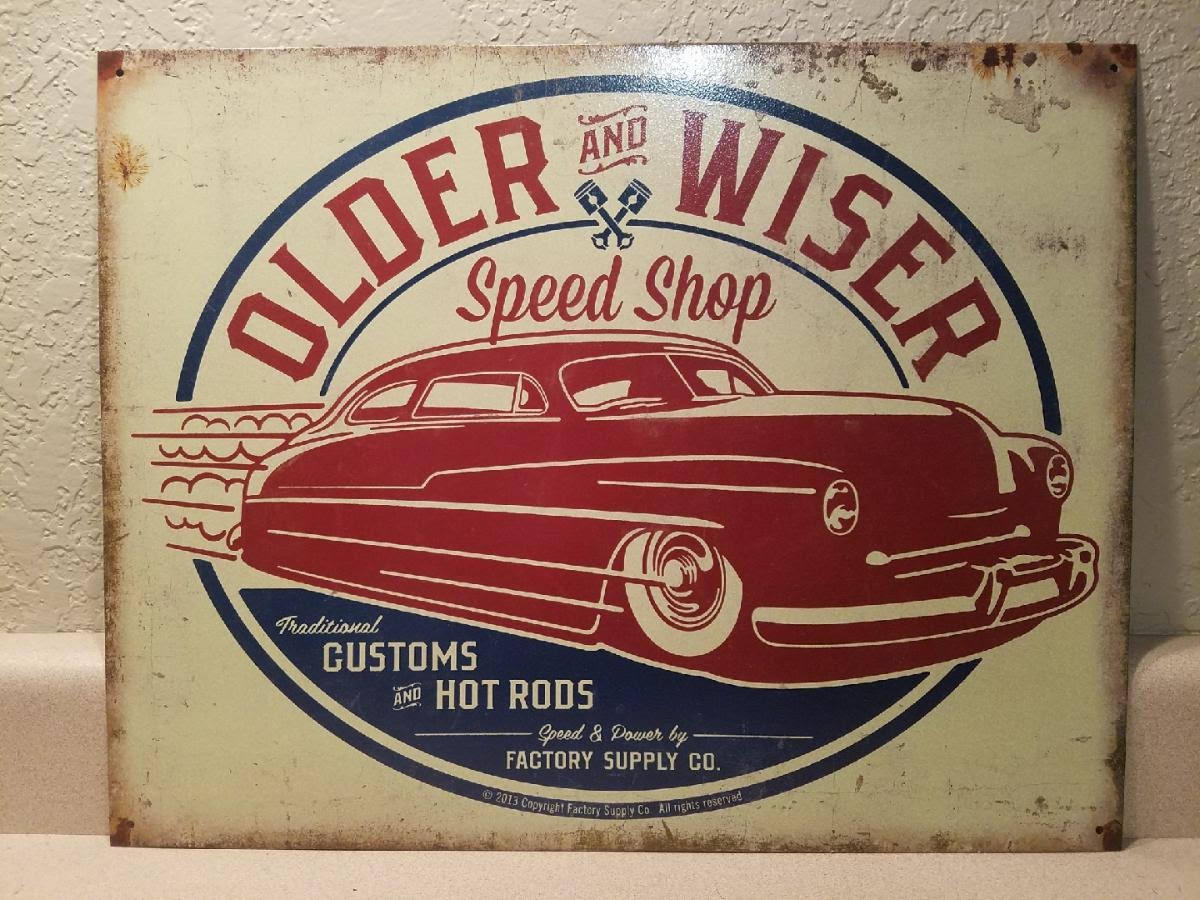 OLDER AND WISER
Speed Shop
Traditional
CUSTOMS
AND HOT RODS
Speed & Power by
FACTORY SUPPLY CO.
© 2013 Copyright Factory Supply Co. All rights reserved